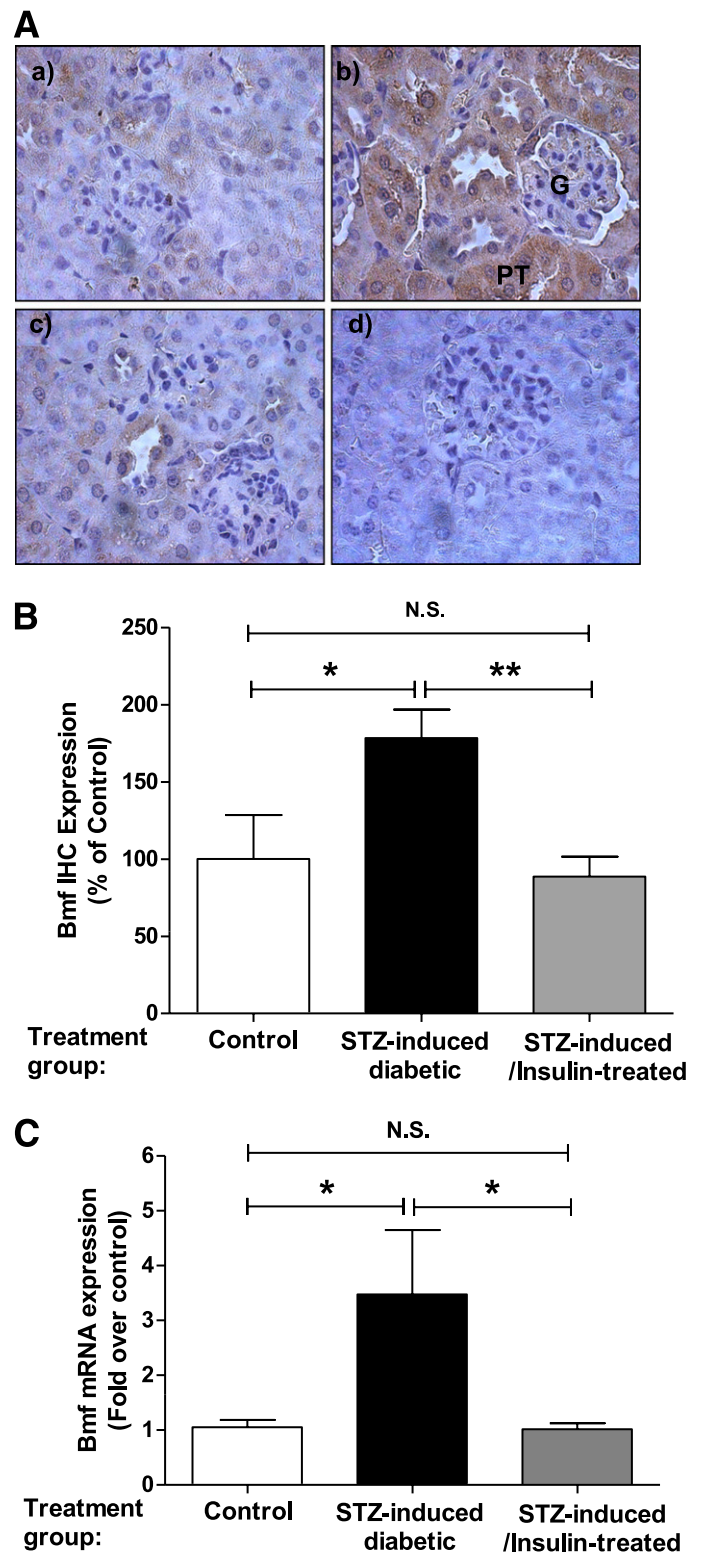 A
a)
b)
G
PT
c)
d)
B
N.S.
* **
250
200
150
100
50
0
Bmf IHC Expression
(% of Control)
Treatment
group:
Control
STZ-induced
diabetic
STZ-induced
/Insulin-treated
C
N.S.
* *
6
5
4
3
2
1
0
Bmf mRNA expression
(Fold over control)
Treatment
group:
Control
STZ-induced
diabetic
STZ-induced
/Insulin-treated